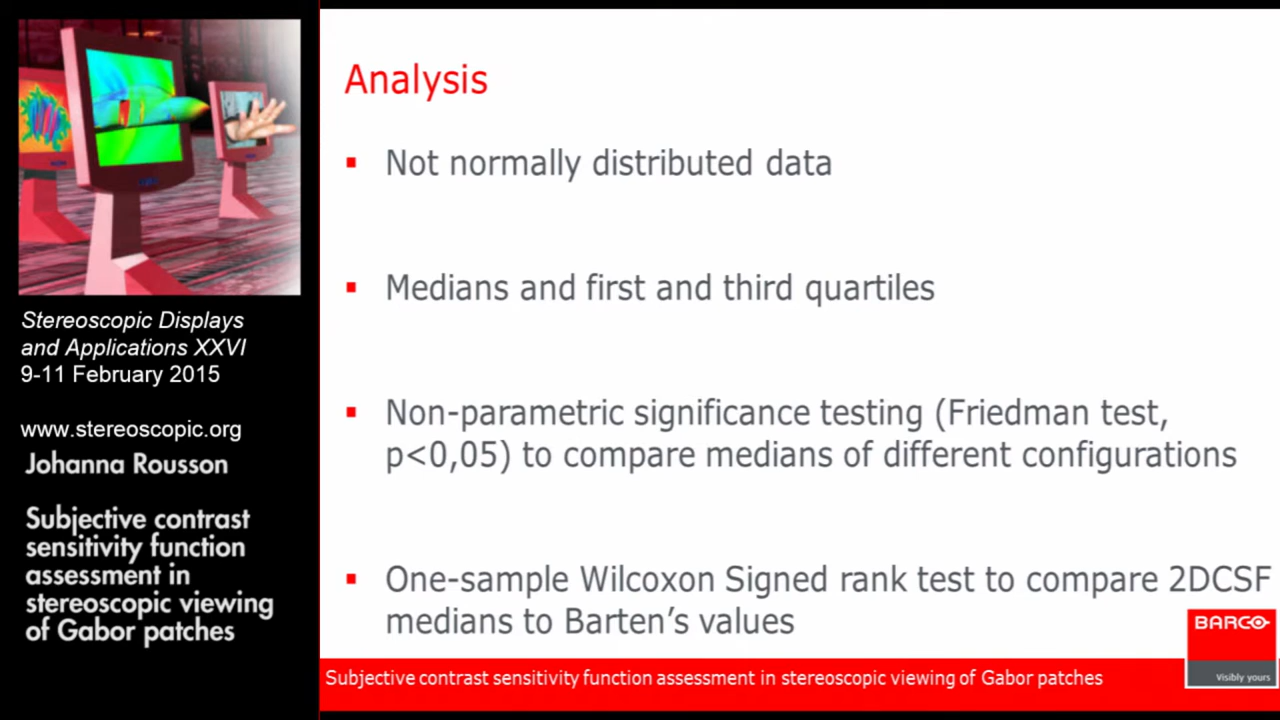 Stereoscopic Displays
and Applications XXVI
9-11 February 2015
www.stereoscopic.org
Johanna Rousson
Subjective contrast
sensitivity function
assessment in
stereoscopic viewing
of Gabor patches
Analysis
Not normally distributed data
Medians and first and third quartiles
Non-parametric significance testing (Friedman test,
p<0,05) to compare medians of different configurations
One-sample Wilcoxon Signed rank test to compare 2DCSF
medians to Barten’s values
BARCO
Visibly yours
Subjective contrast sensitivity function assessment in stereoscopic viewing of Gabor patches